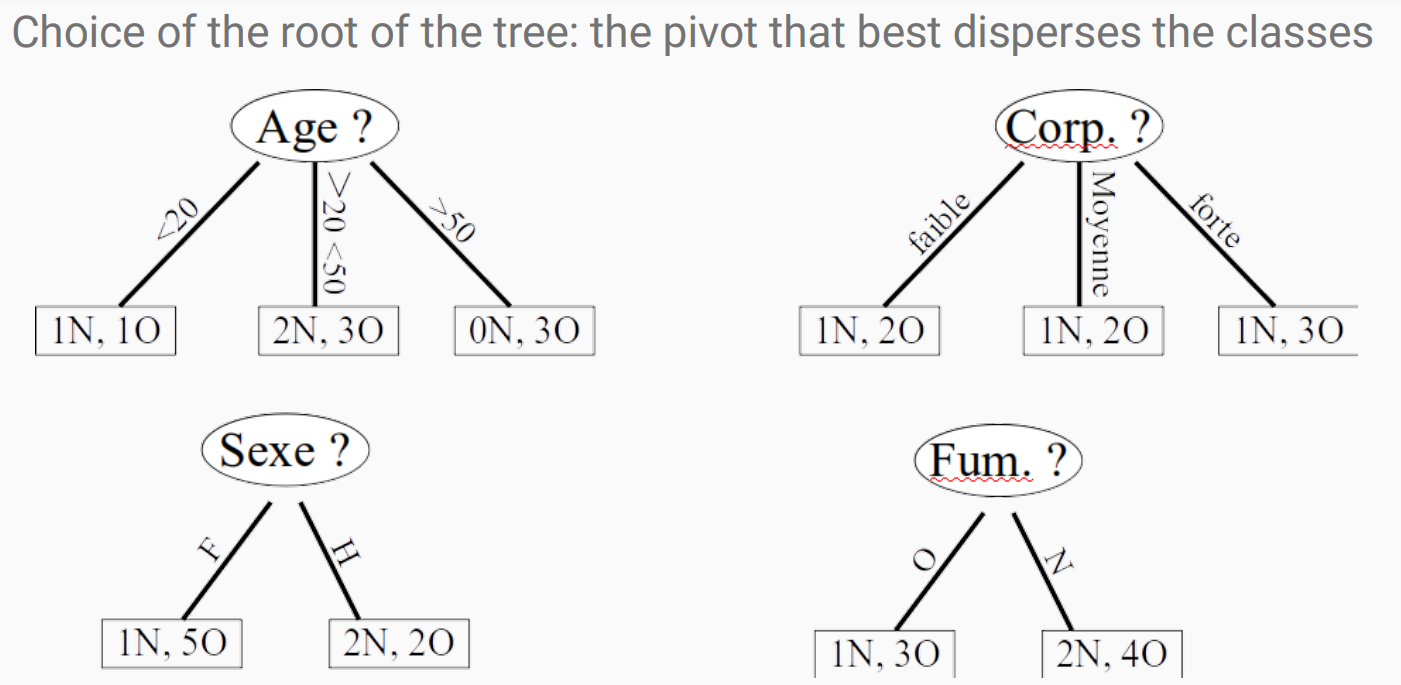 Choice of the root of the tree: the pivot that best disperses the classes
Age ?
<20
>20 <50
>50
1N, 1O
2N, 3O
0N, 3O
Corp. ?
faible
Moyenne
forte
1N, 2O
1N, 2O
1N, 3O
Sexe ?
F
H
1N, 5O
2N, 2O
Fum. ?
O
N
1N, 3O
2N, 4O